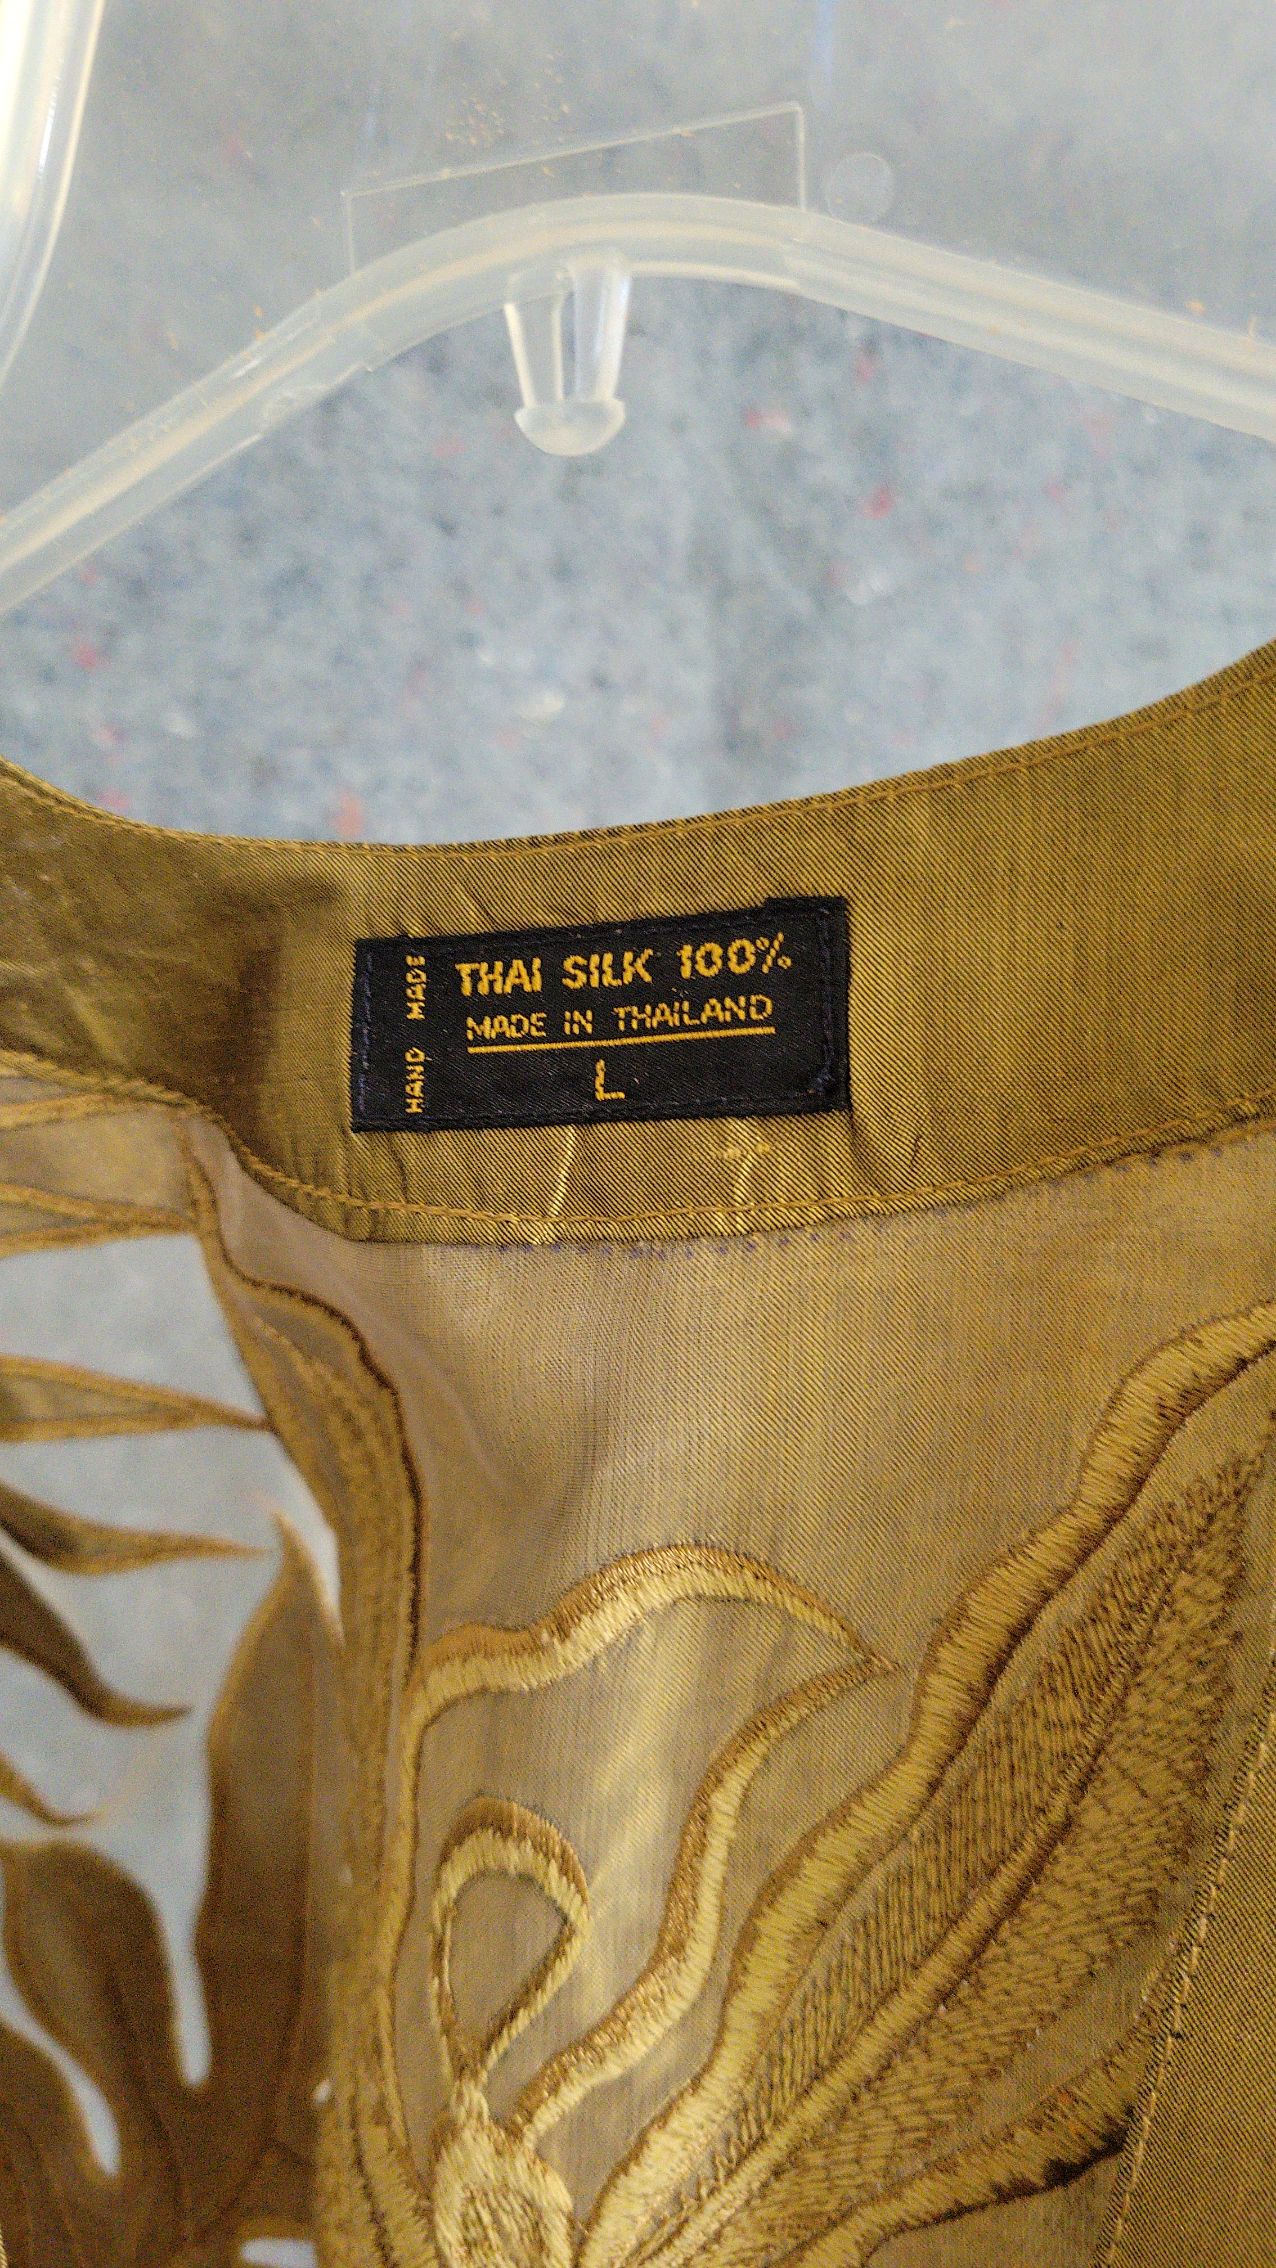 HAND MADE
THAI SILK 100%
MADE IN THAILAND
L